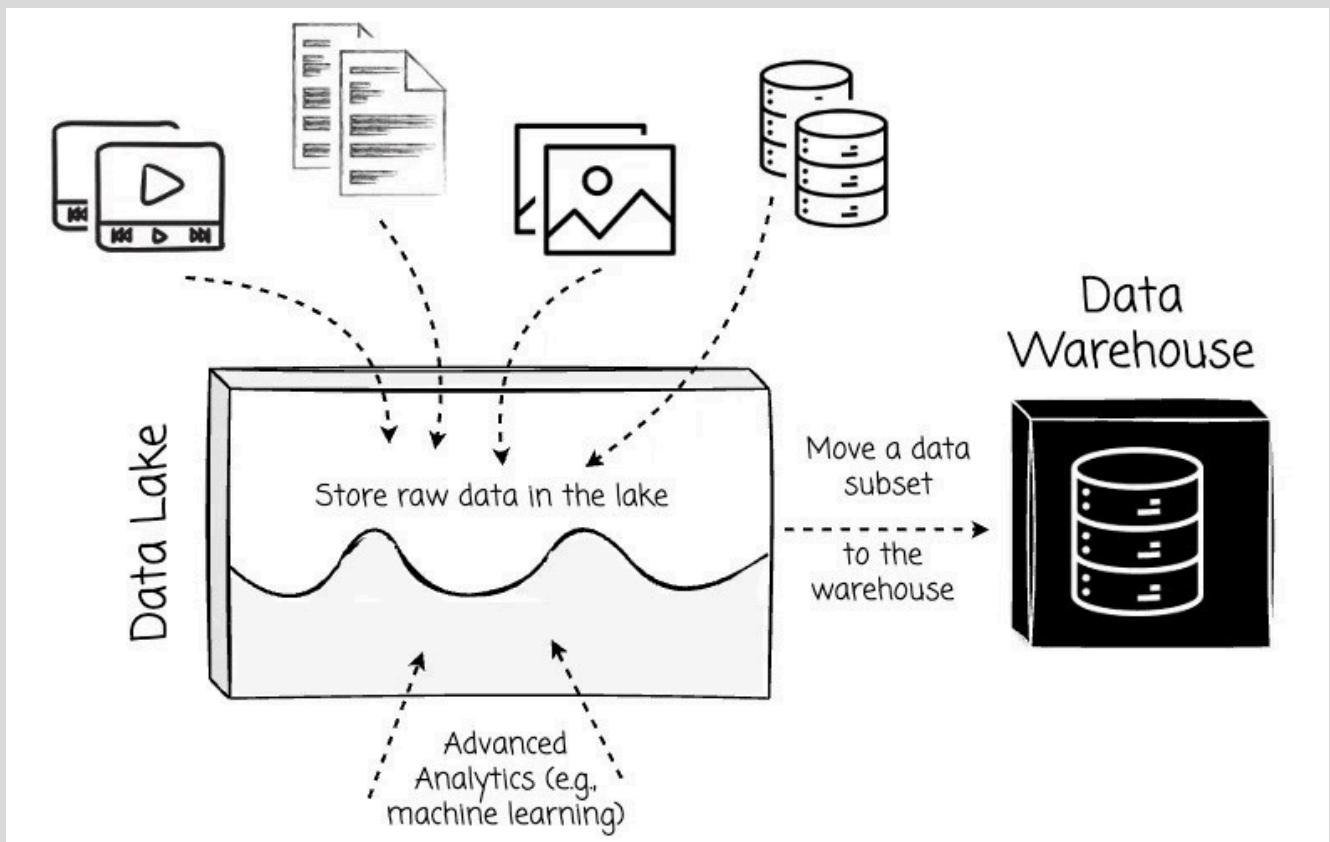 Data
Warehouse
Data Lake
Store raw data in the lake
Move a data
subset
to the
warehouse
Advanced
Analytics (e.g.,
machine learning)